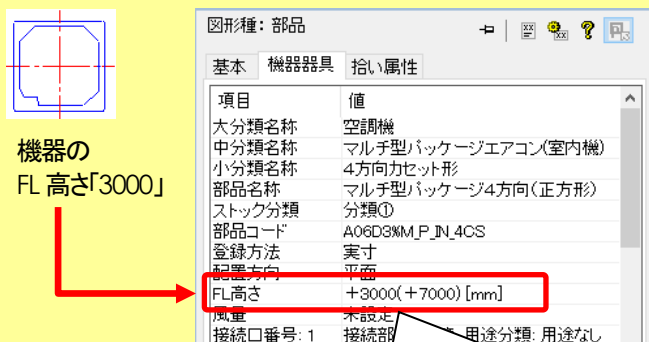 図形種: 部品
XX
XX
?
基本 機器器具 拾い属性
機器の
FL 高さ「3000」
項目 値
大分類名称 空調機
中分類名称 マルチ型パッケージエアコン(室内機)
小分類名称 4方向カセット形
部品名称 マルチ型パッケージ4方向(正方形)
ストック分類 分類①
部品コード A06D3%M_P_IN_4CS
登録方法 実寸
配置方向 平面
FL高さ +3000(+7000) [mm]
風量 未設定
接続口番号: 1 接続部 用途分類: 用途なし